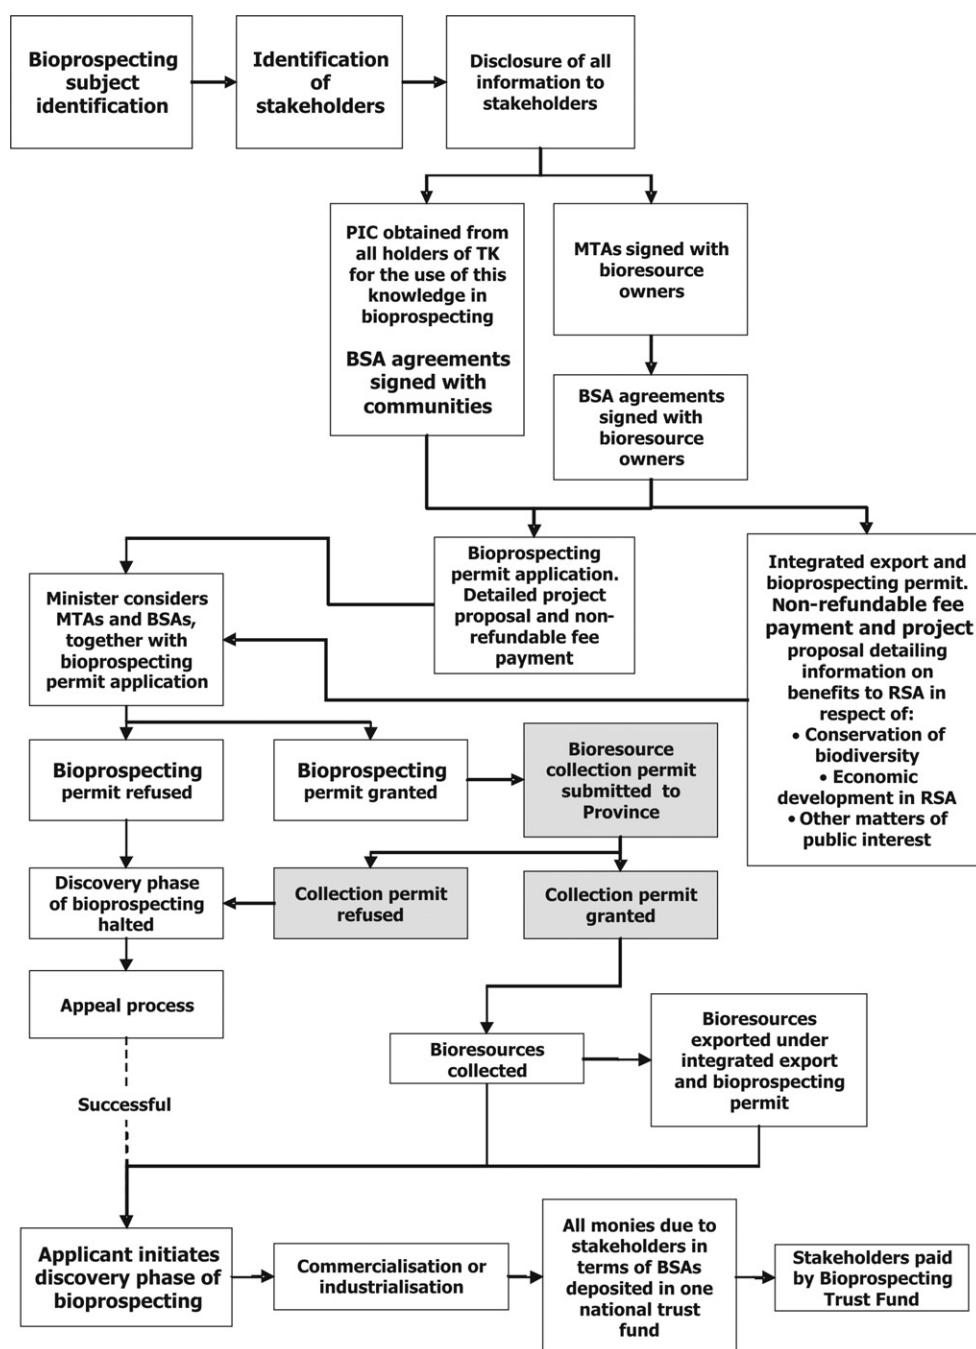 Bioprospecting
subject
identification
Identification
of
stakeholders
Disclosure of all
information to
stakeholders
PIC obtained from
all holders of TK
for the use of this
knowledge in
bioprospecting
BSA agreements
signed with
communities
MTAs signed with
bioresource
owners
BSA agreements
signed with
bioresource
owners
Bioprospecting
permit application.
Detailed project
proposal and non-
refundable fee
payment
Integrated export and
bioprospecting permit.
Non-refundable fee
payment and project
proposal detailing
information on
benefits to RSA in
respect of:
• Conservation of
biodiversity
• Economic
development in RSA
• Other matters of
public interest
Minister considers
MTAs and BSAs,
together with
bioprospecting
permit application
Bioprospecting
permit refused
Bioprospecting
permit granted
Bioresource
collection permit
submitted to
Province
Discovery phase
of bioprospecting
halted
Collection permit
refused
Collection permit
granted
Appeal process
Bioresources
collected
Bioresources
exported under
integrated export
and bioprospecting
permit
Successful
Applicant initiates
discovery phase of
bioprospecting
Commercialisation or
industrialisation
All monies due to
stakeholders in
terms of BSAs
deposited in one
national trust
fund
Stakeholders paid
by Bioprospecting
Trust Fund